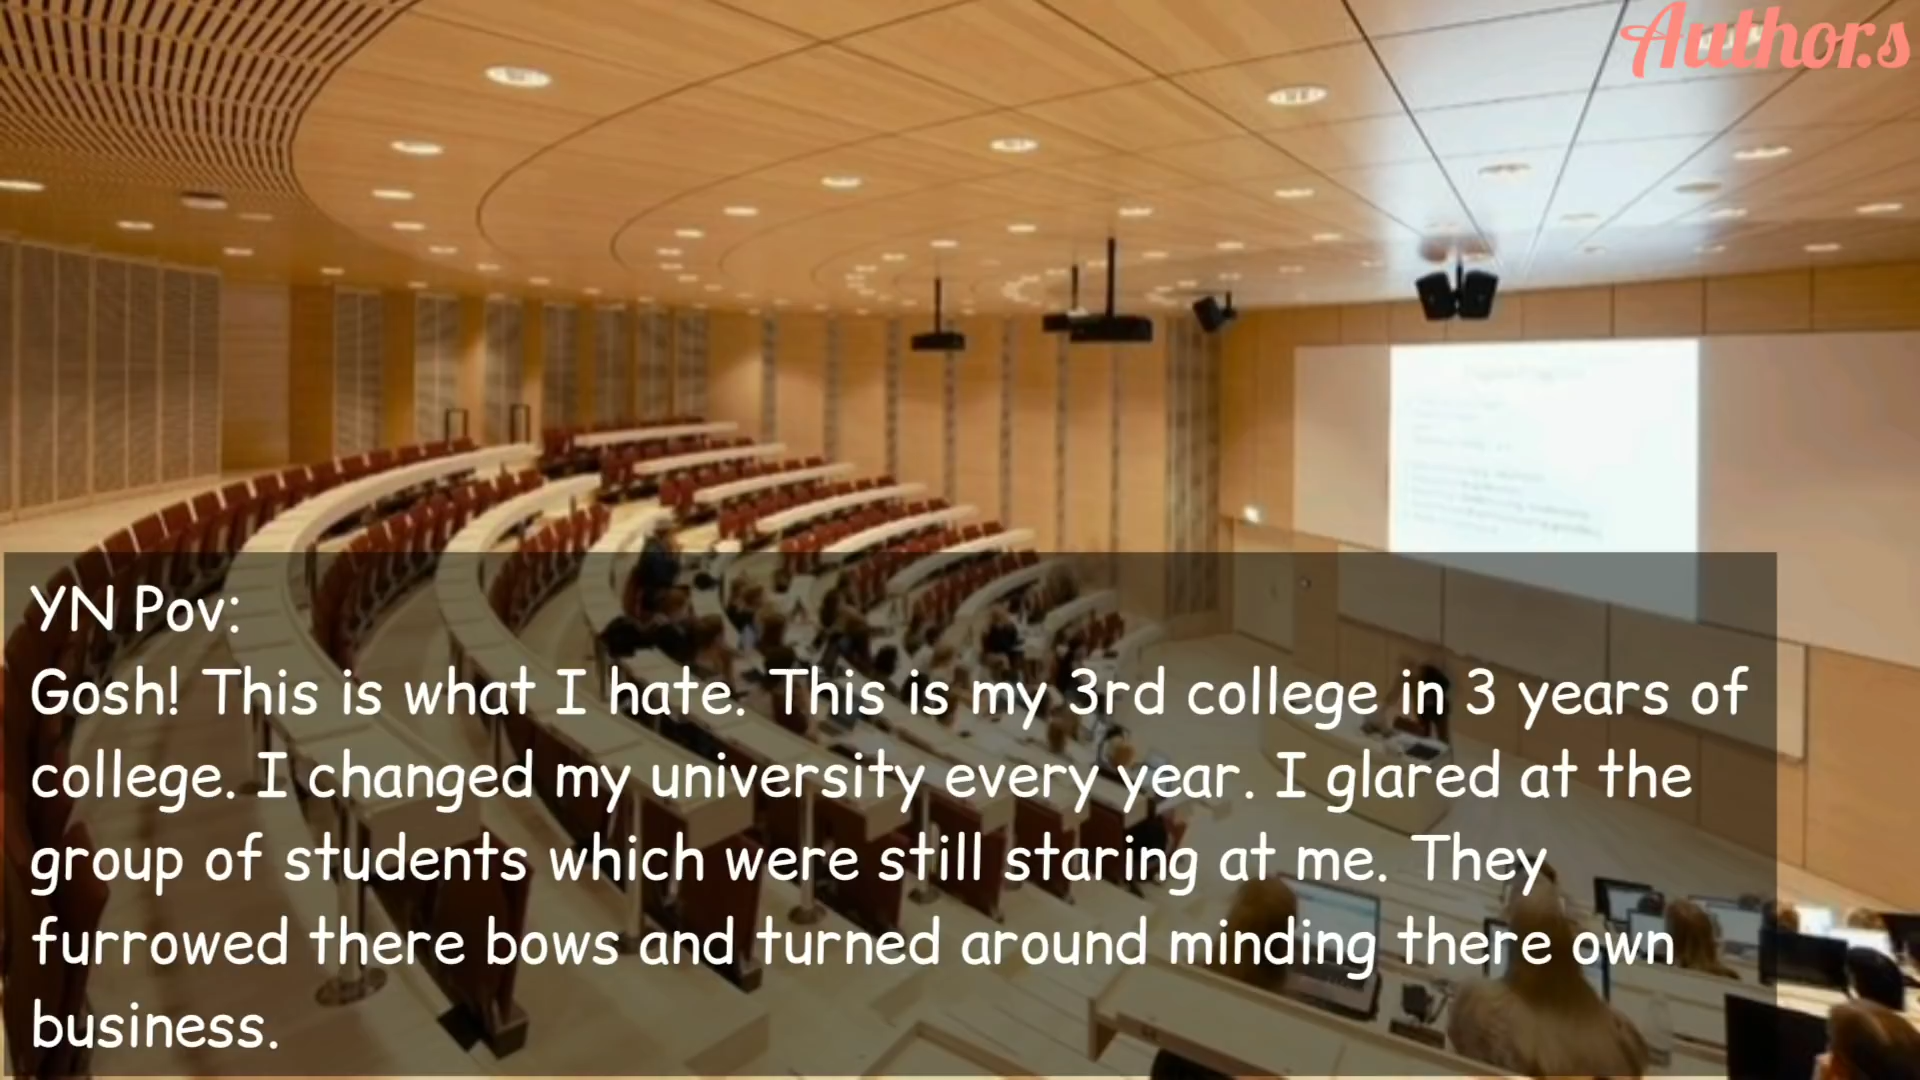 Author.s
YN Pov:
Gosh! This is what I hate. This is my 3rd college in 3 years of
college. I changed my university every year. I glared at the
group of students which were still staring at me. They
furrowed there bows and turned around minding there own
business.